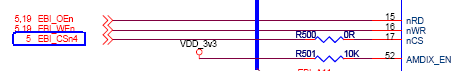 5,19 EBI_OEn 15 nRD
5,19 EBI_WEn 16 nWR
5 EBI_CSn4 R500 0R 17 nCS
VDD_3v3
R501 10K 52 AMDIX_EN